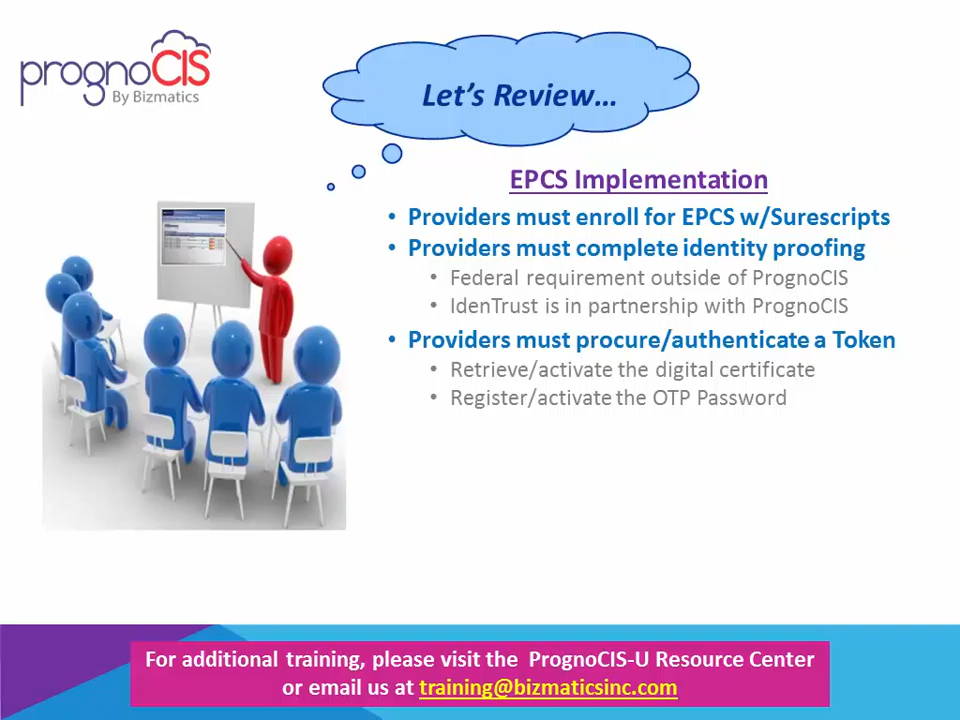 prognoCIS
By Bizmatics
Let's Review…
EPCS Implementation
• Providers must enroll for EPCS w/Surescripts
• Providers must complete identity proofing
• Federal requirement outside of PrognoCIS
• IdenTrust is in partnership with PrognoCIS
• Providers must procure/authenticate a Token
• Retrieve/activate the digital certificate
• Register/activate the OTP Password
For additional training, please visit the PrognoCIS-U Resource Center
or email us at training@bizmaticsinc.com